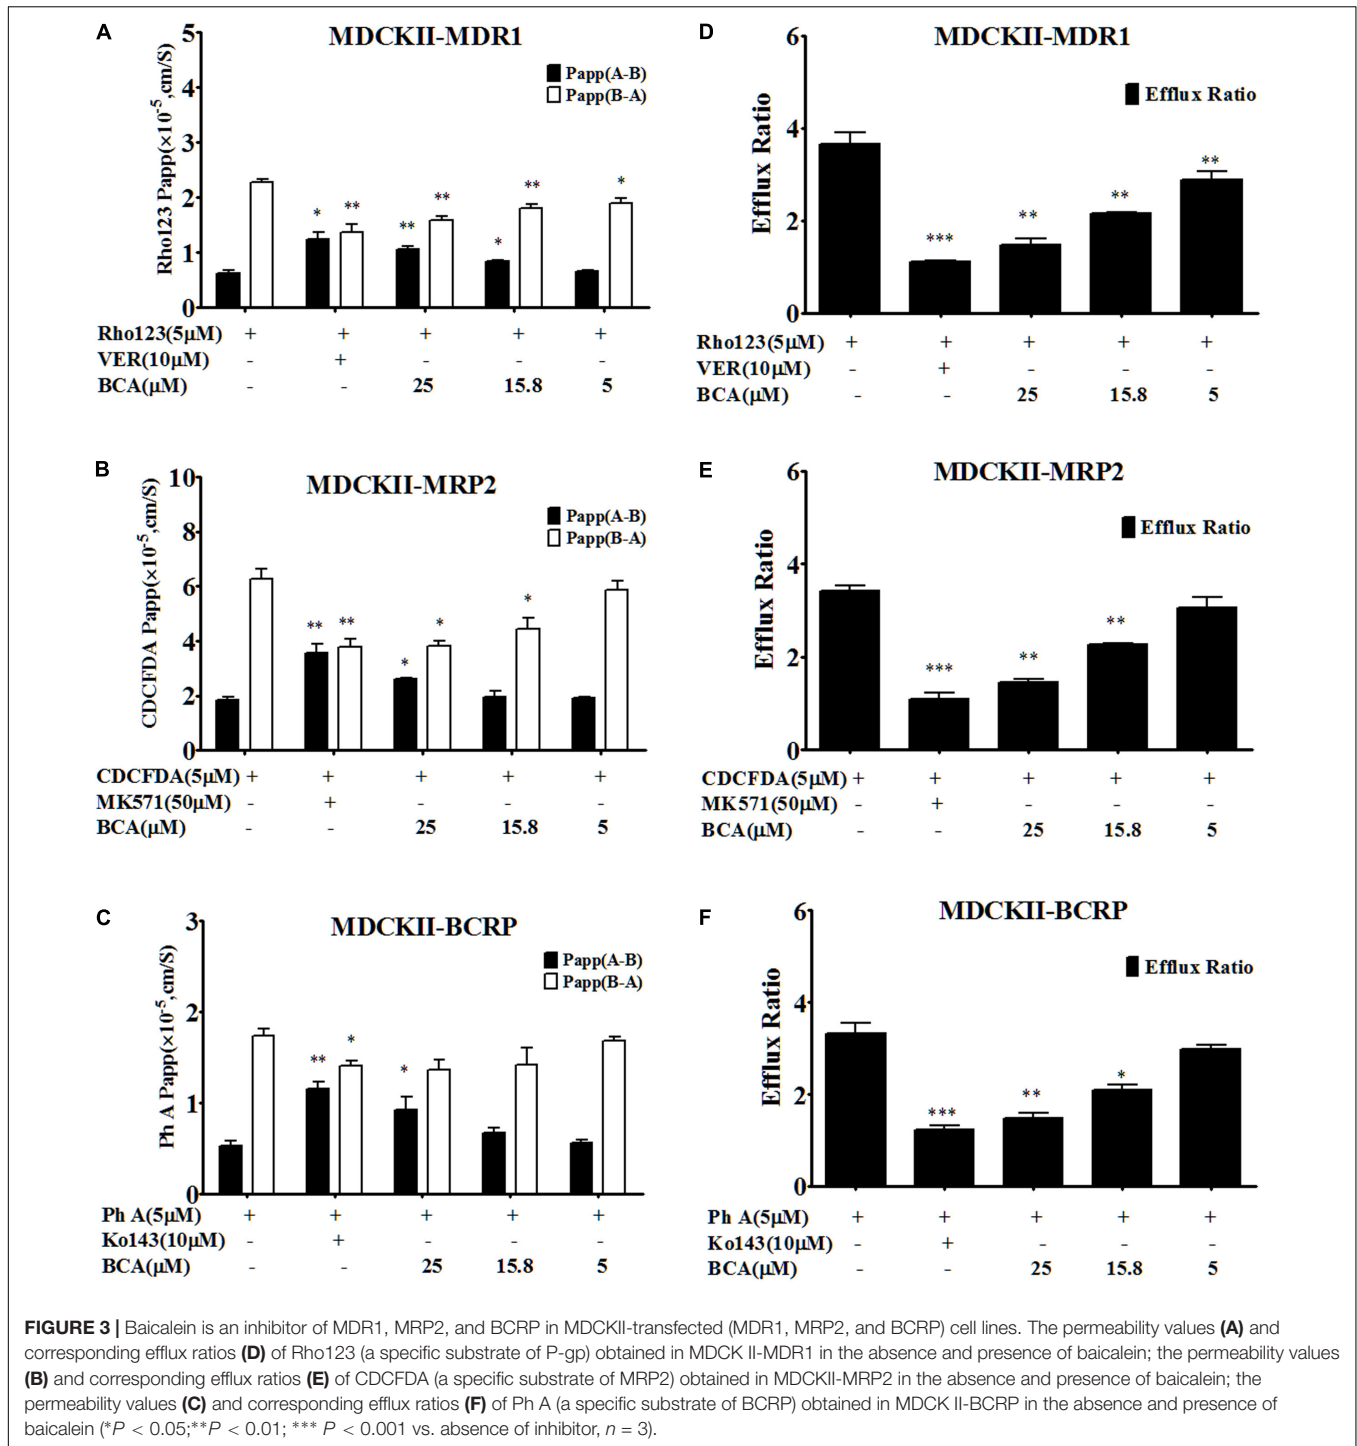 A
MDCKII-MDR1
Rho123 Papp(×10⁻⁵,cm/S)
5
4
3
2
1
0
Papp(A-B)
Papp(B-A)
* ** ** ** * ** *
Rho123(5μM) + + + + +
VER(10μM) - + - - -
BCA(μM) - - 25 15.8 5
D
MDCKII-MDR1
Efflux Ratio
6
4
2
0
Efflux Ratio
*** ** ** **
Rho123(5μM) + + + + +
VER(10μM) - + - - -
BCA(μM) - - 25 15.8 5
B
MDCKII-MRP2
CDCFDA Papp(×10⁻⁵,cm/S)
10
8
6
4
2
0
Papp(A-B)
Papp(B-A)
** ** * * *
CDCFDA(5μM) + + + + +
MK571(50μM) - + - - -
BCA(μM) - - 25 15.8 5
E
MDCKII-MRP2
Efflux Ratio
6
4
2
0
Efflux Ratio
*** ** **
CDCFDA(5μM) + + + + +
MK571(50μM) - + - - -
BCA(μM) - - 25 15.8 5
C
MDCKII-BCRP
Ph A Papp(×10⁻⁵,cm/S)
3
2
1
0
Papp(A-B)
Papp(B-A)
** * *
Ph A(5μM) + + + + +
Ko143(10μM) - + - - -
BCA(μM) - - 25 15.8 5
F
MDCKII-BCRP
Efflux Ratio
6
4
2
0
Efflux Ratio
*** ** *
Ph A(5μM) + + + + +
Ko143(10μM) - + - - -
BCA(μM) - - 25 15.8 5
FIGURE 3 | Baicalein is an inhibitor of MDR1, MRP2, and BCRP in MDCKII-transfected (MDR1, MRP2, and BCRP) cell lines. The permeability values (A) and
corresponding efflux ratios (D) of Rho123 (a specific substrate of P-gp) obtained in MDCK II-MDR1 in the absence and presence of baicalein; the permeability values
(B) and corresponding efflux ratios (E) of CDCFDA (a specific substrate of MRP2) obtained in MDCKII-MRP2 in the absence and presence of baicalein; the
permeability values (C) and corresponding efflux ratios (F) of Ph A (a specific substrate of BCRP) obtained in MDCK II-BCRP in the absence and presence of
baicalein (*P < 0.05;**P < 0.01; *** P < 0.001 vs. absence of inhibitor, n = 3).